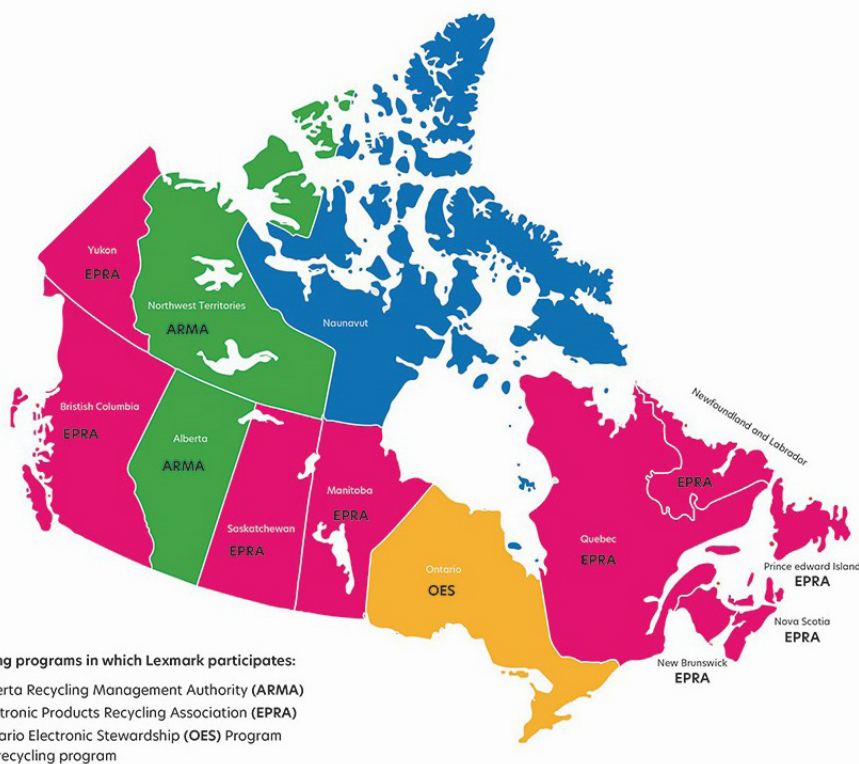 Yukon
EPRA
Northwest Territories
ARMA
Naunavut
Bristish Columbia
EPRA
Alberta
ARMA
Saskatchewan
EPRA
Manitoba
EPRA
Ontario
OES
Quebec
EPRA
Newfoundland and Labrador
EPRA
Prince edward Island
EPRA
Nova Scotia
EPRA
New Brunswick
EPRA
ng programs in which Lexmark participates:
erta Recycling Management Authority (ARMA)
tronic Products Recycling Association (EPRA)
ario Electronic Stewardship (OES) Program
recycling program